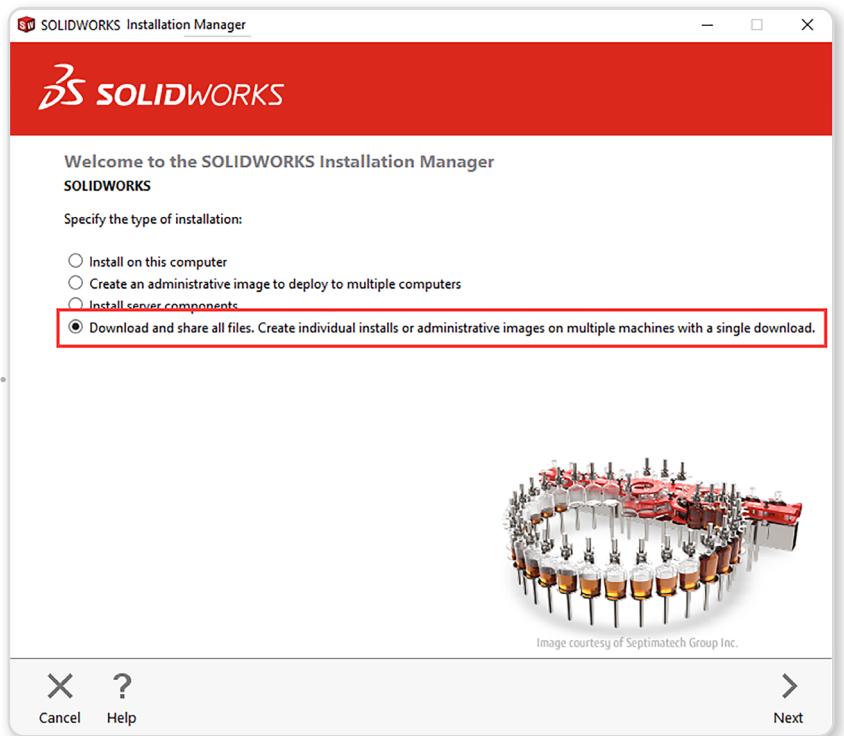 SW SOLIDWORKS Installation Manager
3S SOLIDWORKS
Welcome to the SOLIDWORKS Installation Manager
SOLIDWORKS
Specify the type of installation:
Install on this computer
Create an administrative image to deploy to multiple computers
Install server components
Download and share all files. Create individual installs or administrative images on multiple machines with a single download.
Image courtesy of Septimatech Group Inc.
Cancel
Help
Next